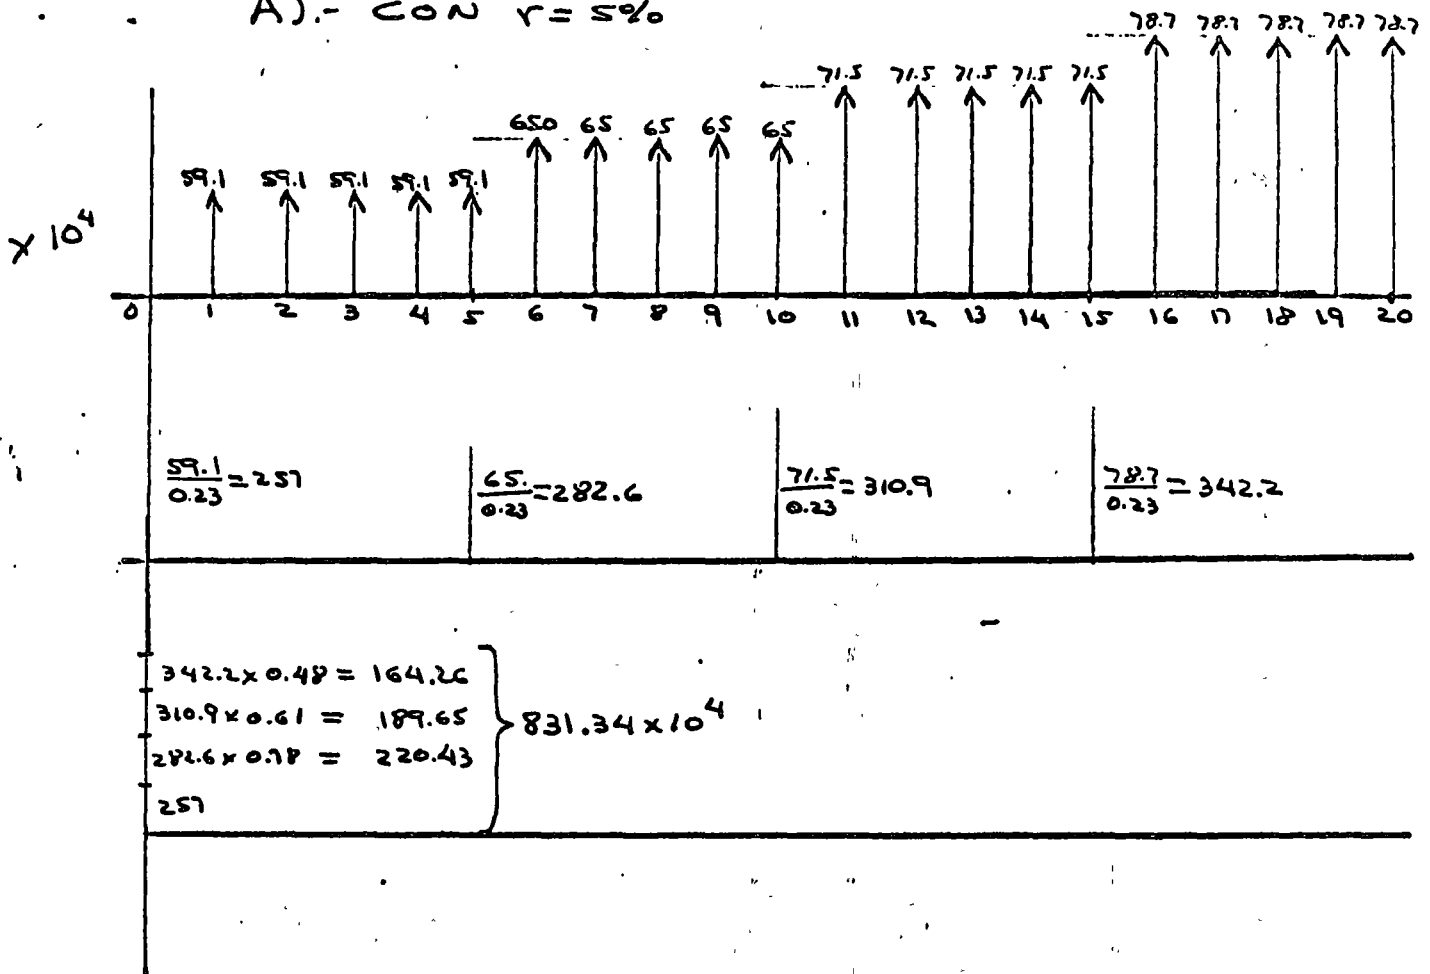 A).- CON r = 5%
78.7 78.7 78.7 78.7 78.7
71.5 71.5 71.5 71.5 71.5
650 65 65 65 65
59.1 59.1 59.1 59.1 59.1
x 10^4
0 1 2 3 4 5 6 7 8 9 10 11 12 13 14 15 16 17 18 19 20
59.1/0.23 = 257
65./0.23 = 282.6
71.5/0.23 = 310.9
78.7/0.23 = 342.2
342.2 x 0.48 = 164.26
310.9 x 0.61 = 189.65
282.6 x 0.78 = 220.43
257
831.34 x 10^4